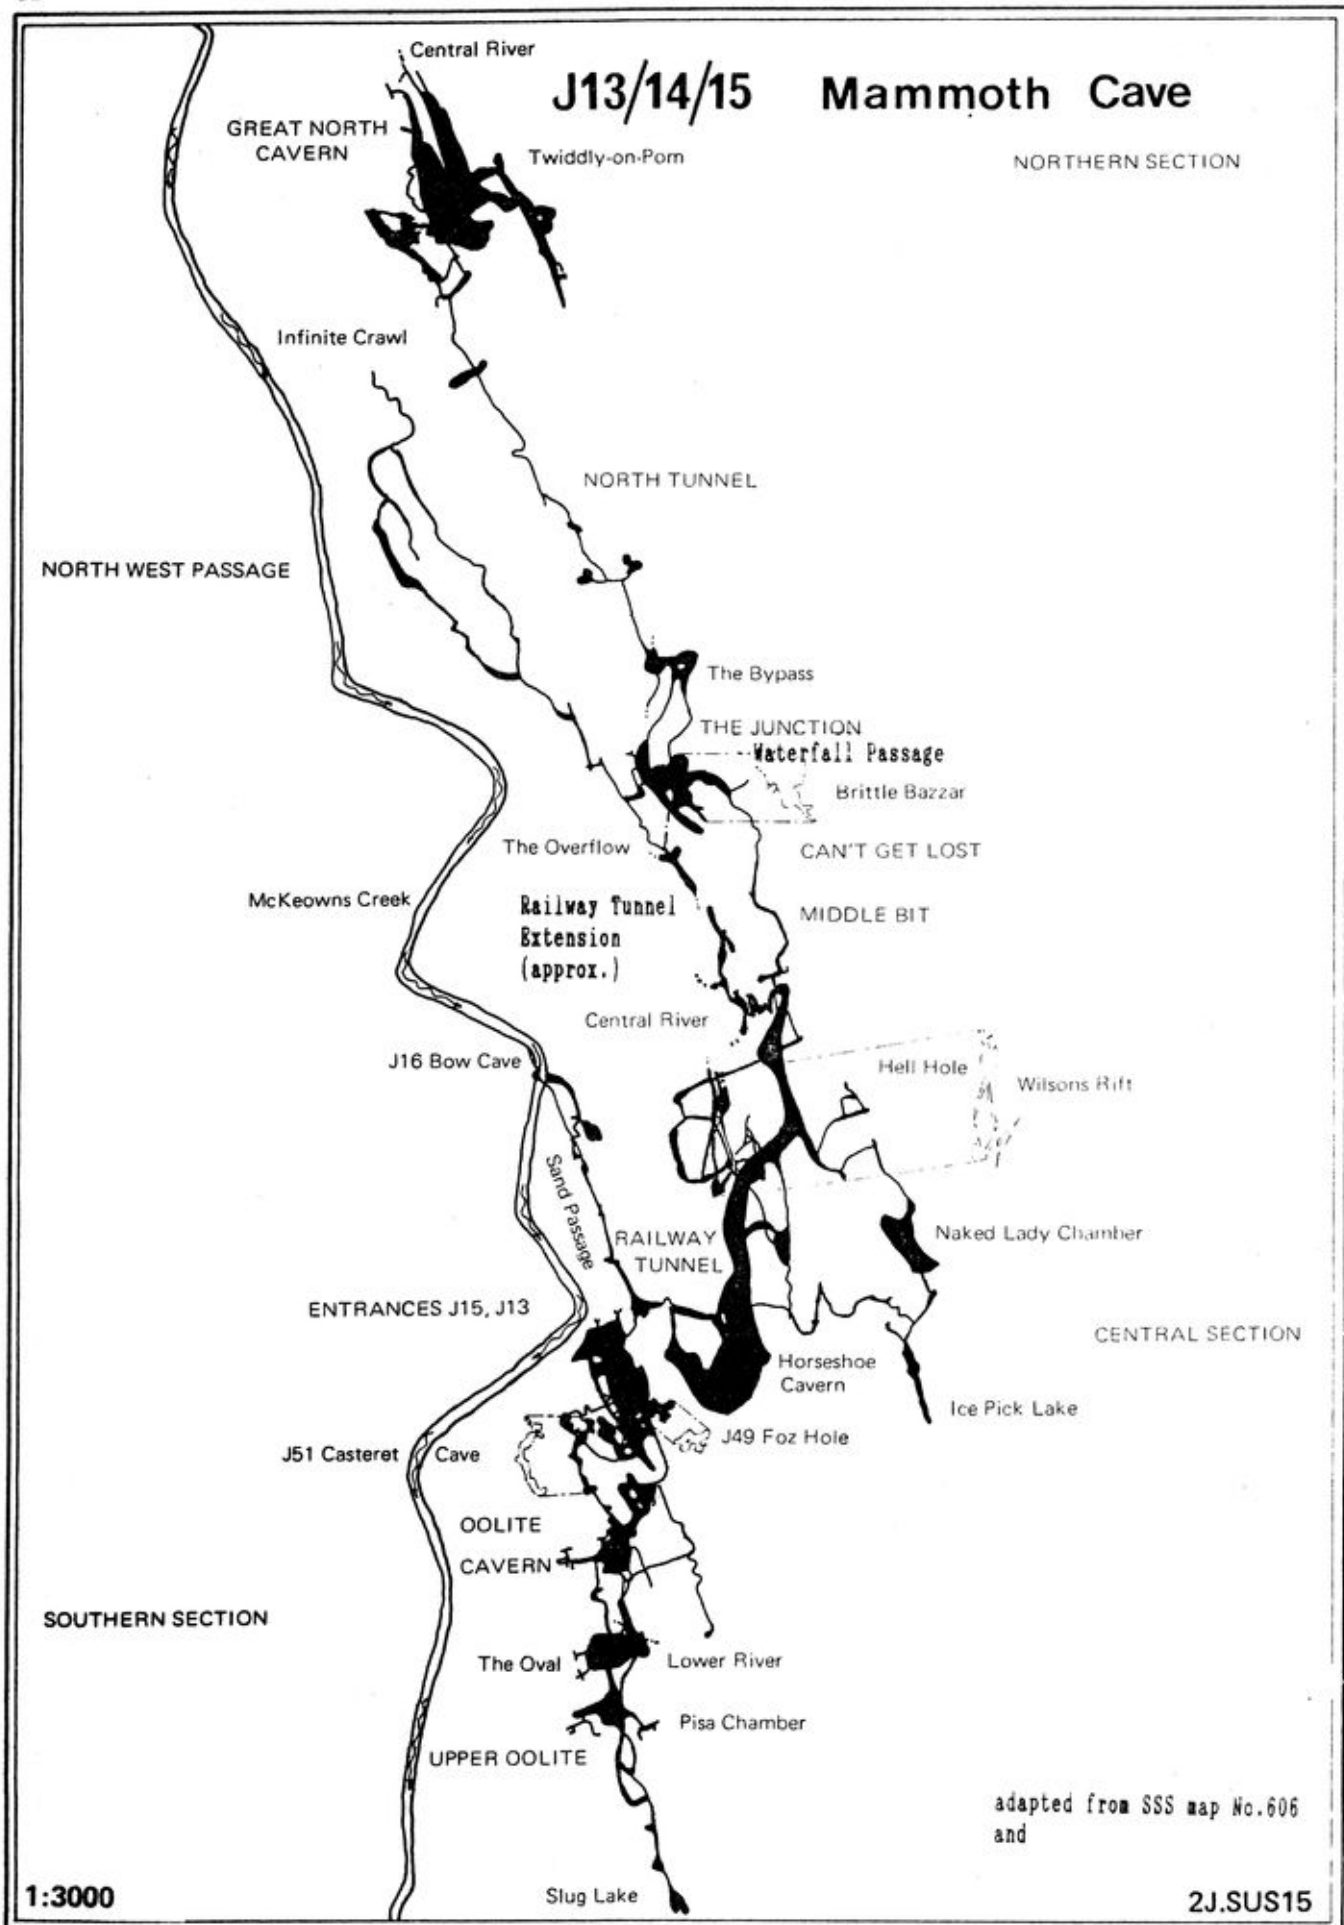 Central River
J13/14/15 Mammoth Cave
GREAT NORTH
CAVERN
Twiddly-on-Pom
NORTHERN SECTION
Infinite Crawl
NORTH TUNNEL
NORTH WEST PASSAGE
The Bypass
THE JUNCTION
Waterfall Passage
Brittle Bazzar
The Overflow
CAN'T GET LOST
McKeowns Creek
Railway Tunnel
Extension
(approx.)
MIDDLE BIT
Central River
J16 Bow Cave
Hell Hole
Wilsons Rift
Sand Passage
RAILWAY
TUNNEL
Naked Lady Chamber
ENTRANCES J15, J13
CENTRAL SECTION
Horseshoe
Cavern
Ice Pick Lake
J49 Foz Hole
J51 Casteret Cave
OOLITE
CAVERN
SOUTHERN SECTION
The Oval
Lower River
Pisa Chamber
UPPER OOLITE
adapted from SSS map No.606
and
Slug Lake
1:3000
2J.SUS15